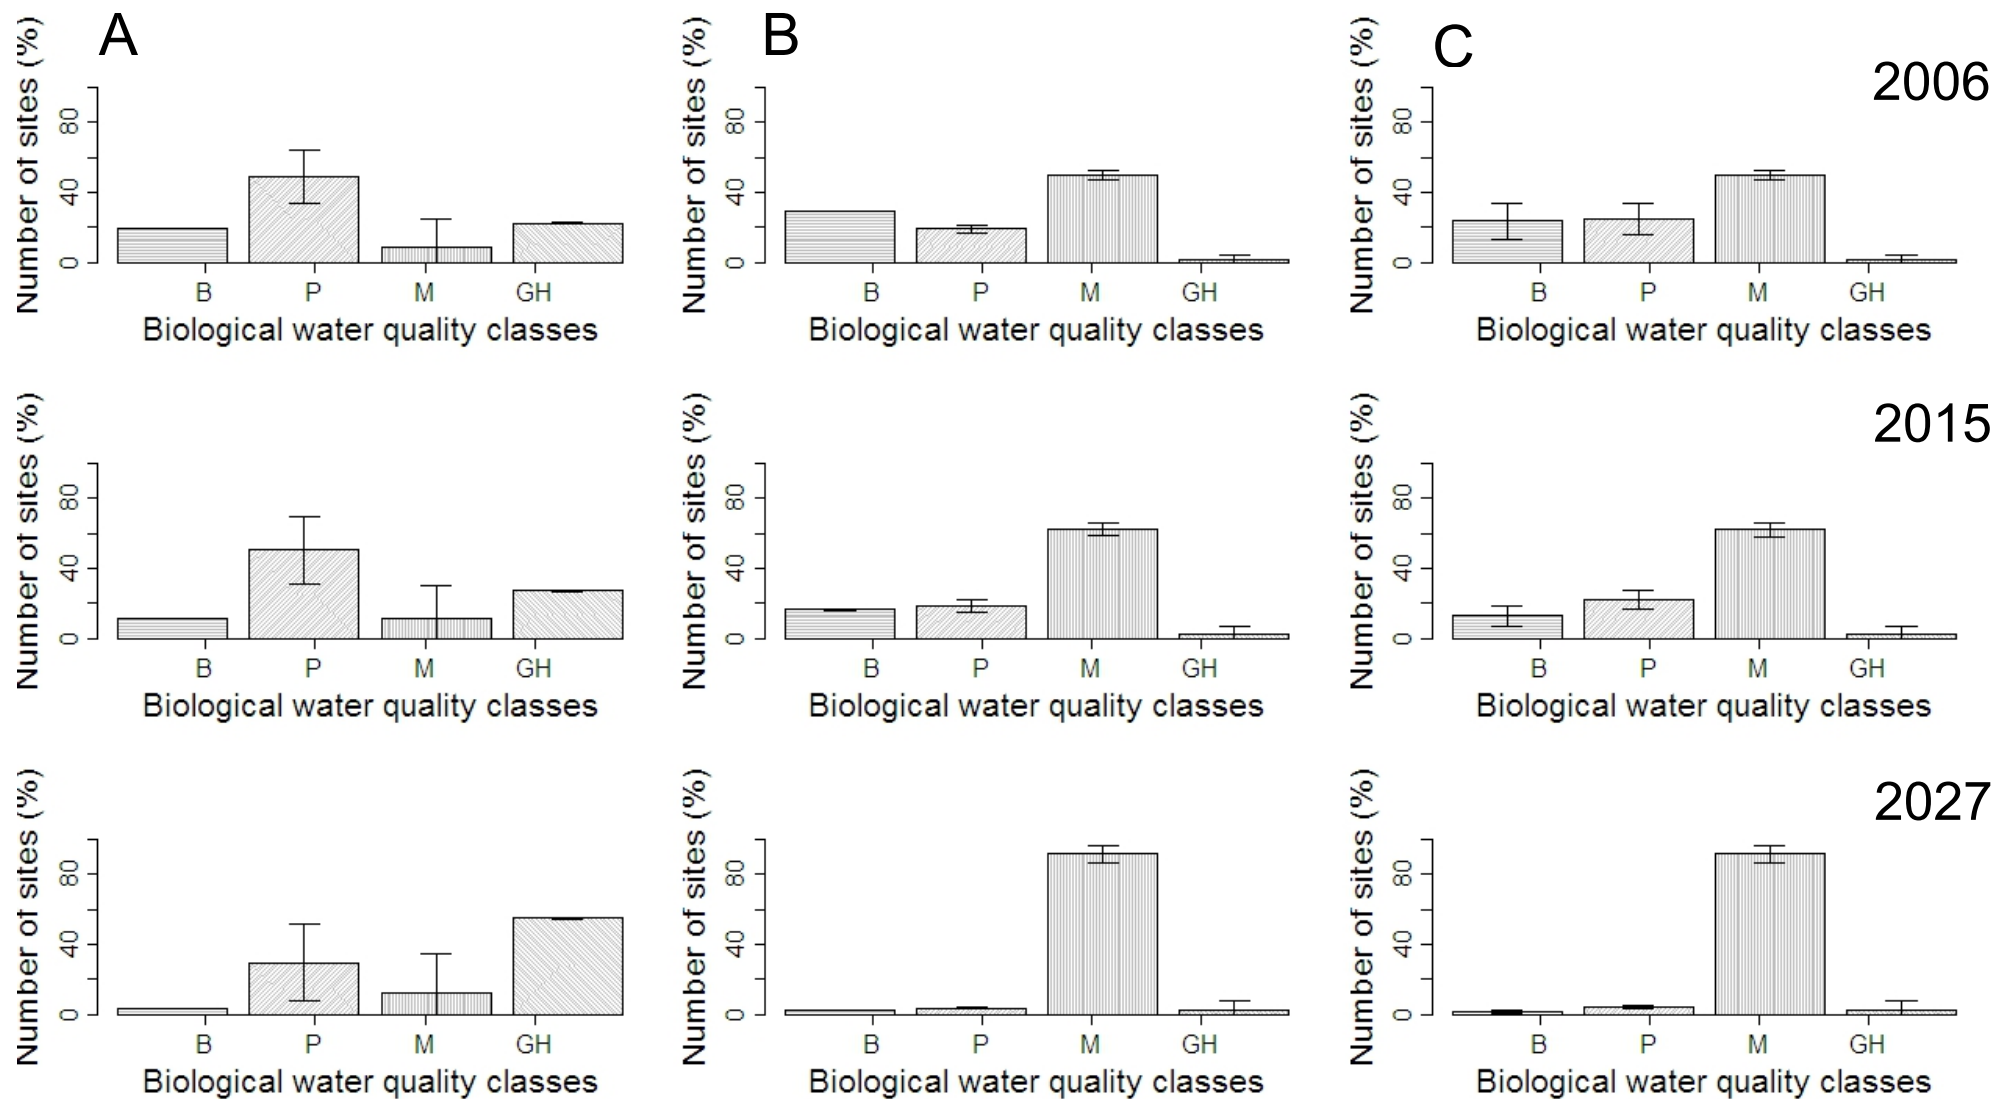 A
B
C
2006
Number of sites (%)
0
40
80
B
P
M
GH
Biological water quality classes
Number of sites (%)
0
40
80
B
P
M
GH
Biological water quality classes
Number of sites (%)
0
40
80
B
P
M
GH
Biological water quality classes
2015
Number of sites (%)
0
40
80
B
P
M
GH
Biological water quality classes
Number of sites (%)
0
40
80
B
P
M
GH
Biological water quality classes
Number of sites (%)
0
40
80
B
P
M
GH
Biological water quality classes
2027
Number of sites (%)
0
40
80
B
P
M
GH
Biological water quality classes
Number of sites (%)
0
40
80
B
P
M
GH
Biological water quality classes
Number of sites (%)
0
40
80
B
P
M
GH
Biological water quality classes